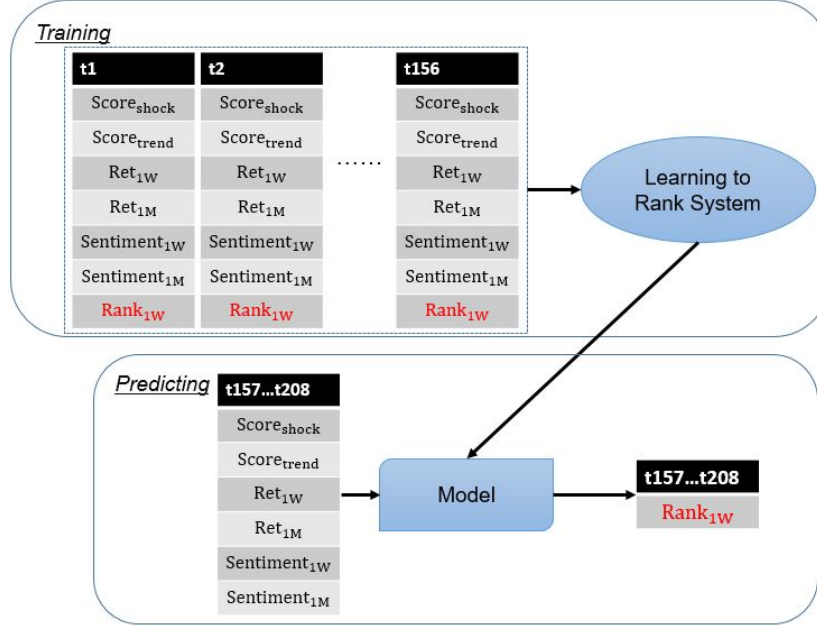 Training
t1 t2 t156
Score_shock Score_shock Score_shock
Score_trend Score_trend Score_trend
Ret_1W Ret_1W ...... Ret_1W
Ret_1M Ret_1M Ret_1M
Sentiment_1W Sentiment_1W Sentiment_1W
Sentiment_1M Sentiment_1M Sentiment_1M
Rank_1W Rank_1W Rank_1W
Learning to
Rank System
Predicting
t157...t208
Score_shock
Score_trend
Ret_1W
Ret_1M
Sentiment_1W
Sentiment_1M
Model
t157...t208
Rank_1W